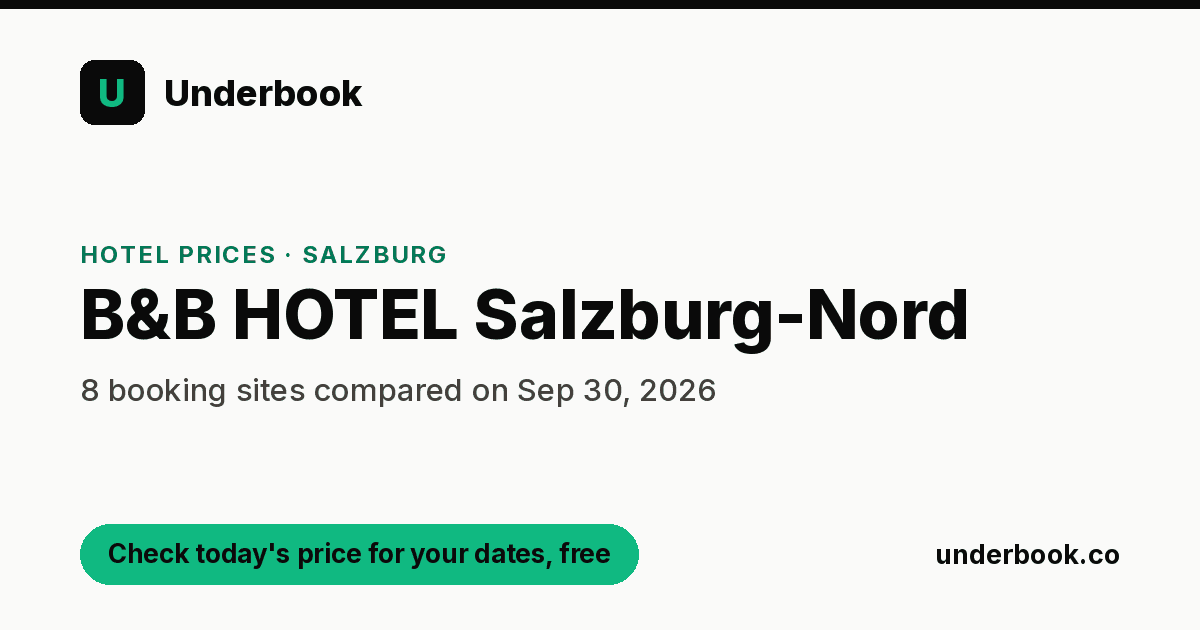 U Underbook
HOTEL PRICES · SALZBURG
B&B HOTEL Salzburg-Nord
8 booking sites compared on Sep 30, 2026
Check today's price for your dates, free
underbook.co